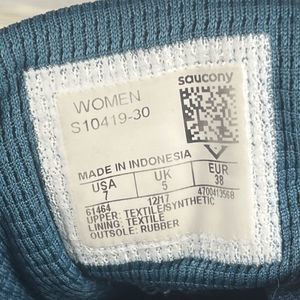 saucony
WOMEN
S10419-30
MADE IN INDONESIA
USA UK EUR
7 5 38
61464 12/17 4700413568
UPPER: TEXTILE/SYNTHETIC
LINING: TEXTILE
OUTSOLE: RUBBER